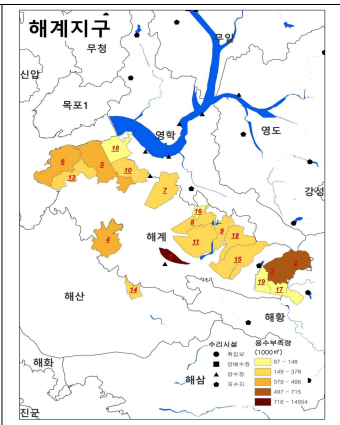 해계지구
무청
무일
신압
목포1
영학
영도
18
6
5
13
10
7
강성
16
8
9
12
4
해계
11
15
2
3
19
17
14
해산
해황
해화
해삼
진군
수리시설
취입보
양배수장
양수장
저수지
용수부족량
(1000㎥)
67 - 148
149 - 378
379 - 496
497 - 715
716 - 14954